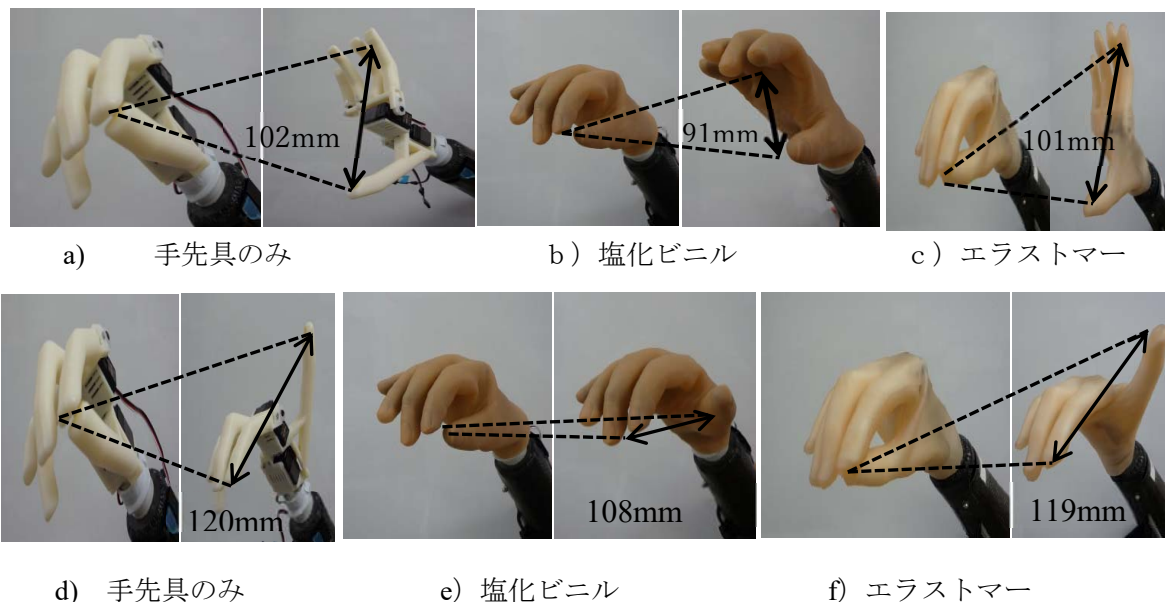 102mm
91mm
101mm
a) 手先具のみ
b）塩化ビニル
c）エラストマー
120mm
108mm
119mm
d) 手先具のみ
e）塩化ビニル
f）エラストマー